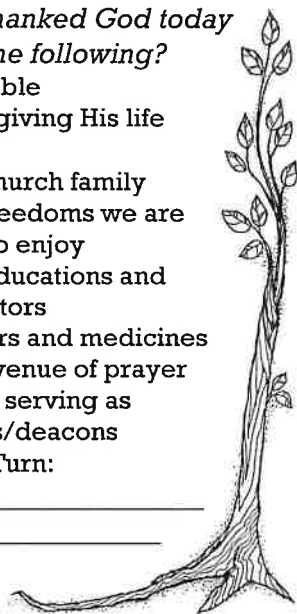 hanked God today
he following?
ble
giving His life
hurch family
reedoms we are
o enjoy
ducations and
tors
rs and medicines
venue of prayer
serving as
s/deacons
Turn: